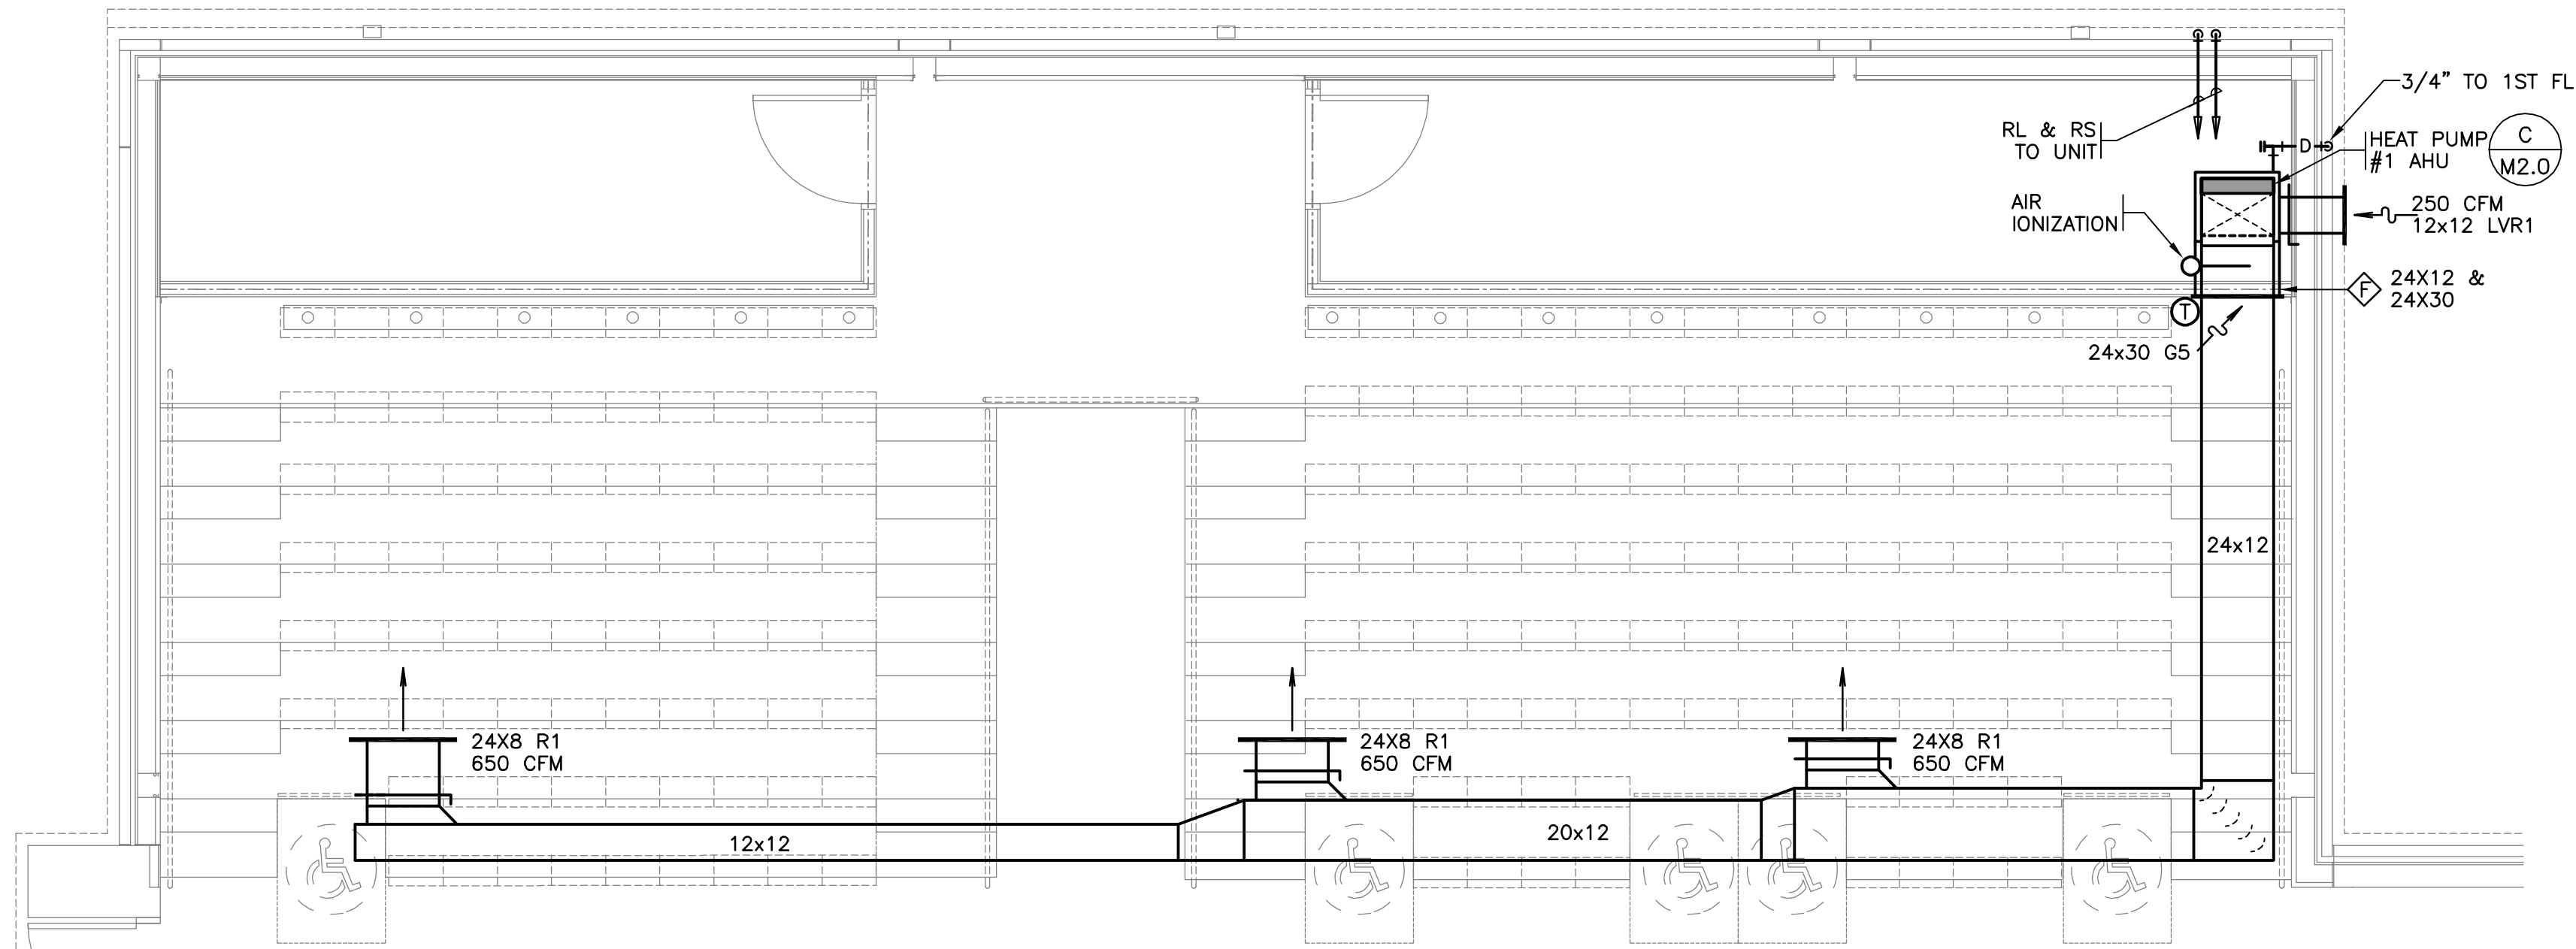 3/4" TO 1ST FL
RL & RS
TO UNIT
D
HEAT PUMP
#1 AHU
C
M2.0
AIR
IONIZATION
250 CFM
12x12 LVR1
F
24X12 &
24X30
T
24x30 G5
24x12
24X8 R1
650 CFM
24X8 R1
650 CFM
24X8 R1
650 CFM
12x12
20x12